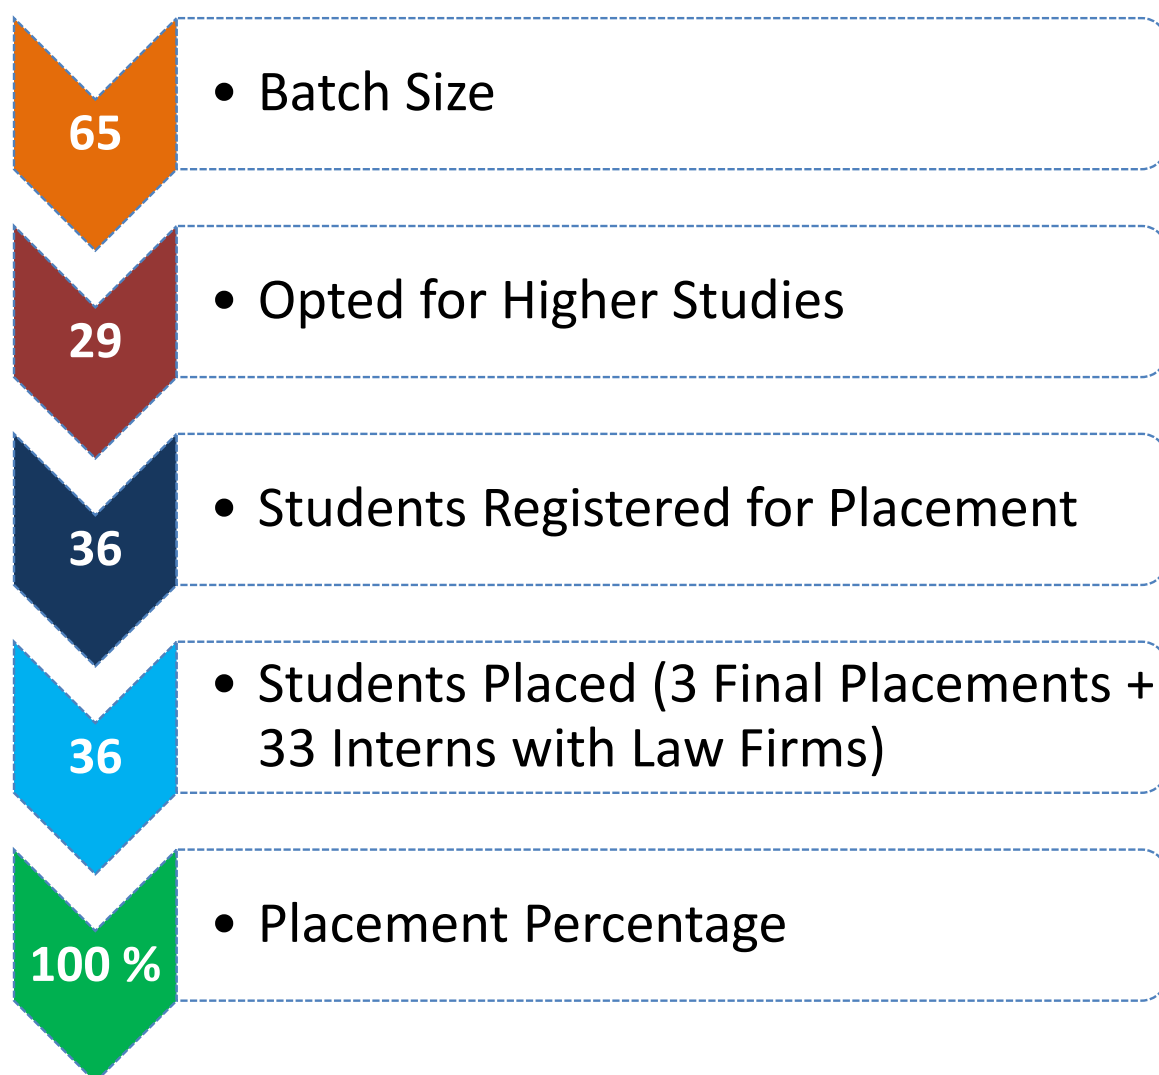 65
• Batch Size
29
• Opted for Higher Studies
36
• Students Registered for Placement
36
• Students Placed (3 Final Placements +
33 Interns with Law Firms)
100 %
• Placement Percentage